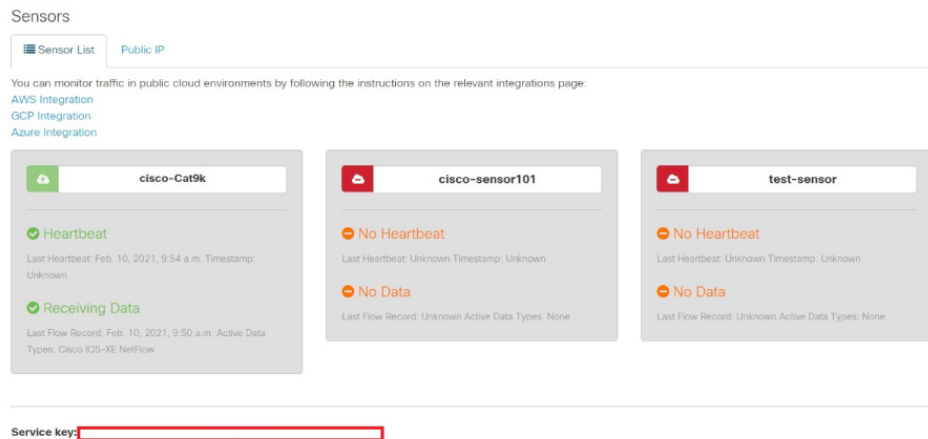 Sensors
Sensor List
Public IP
You can monitor traffic in public cloud environments by following the instructions on the relevant integrations page:
AWS Integration
GCP Integration
Azure Integration
cisco-Cat9k
Heartbeat
Last Heartbeat: Feb. 10, 2021, 9:54 a.m. Timestamp:
Unknown
Receiving Data
Last Flow Record: Feb. 10, 2021, 9:50 a.m. Active Data
Types: Cisco IOS-XE NetFlow
cisco-sensor101
No Heartbeat
Last Heartbeat: Unknown Timestamp: Unknown
No Data
Last Flow Record: Unknown Active Data Types: None
test-sensor
No Heartbeat
Last Heartbeat: Unknown Timestamp: Unknown
No Data
Last Flow Record: Unknown Active Data Types: None
Service key: